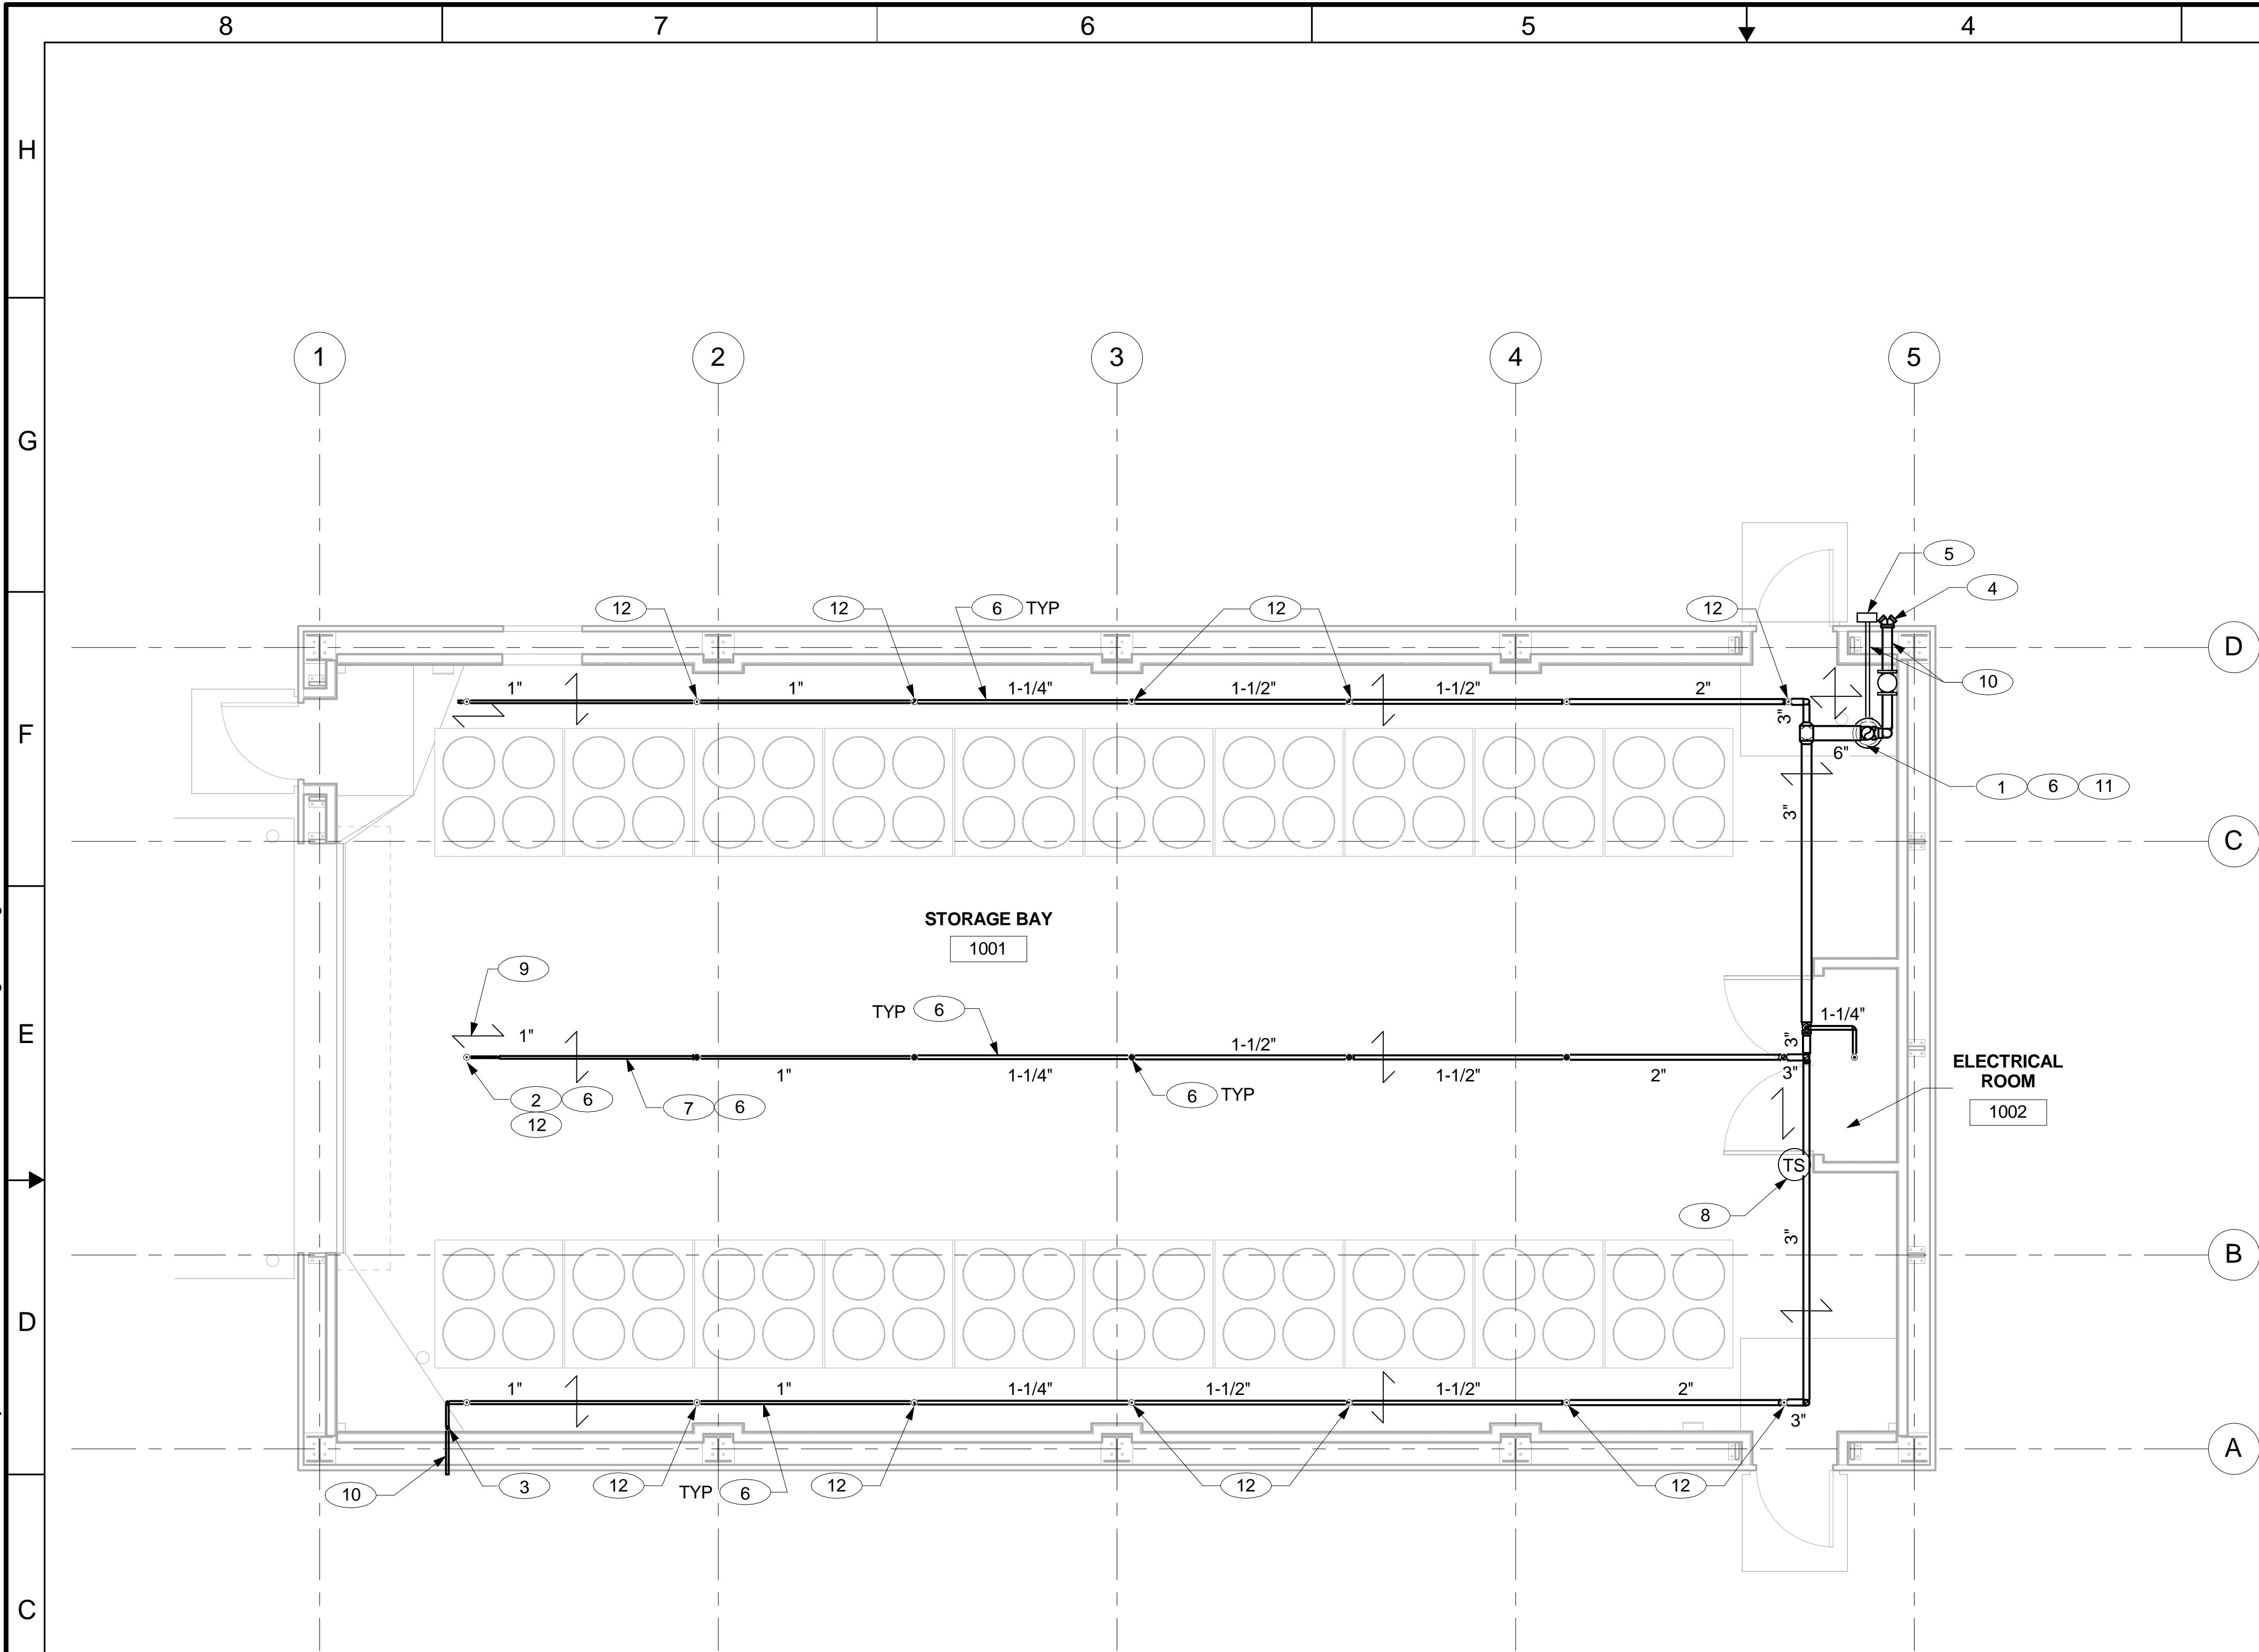 8 7 6 5 4
H
G
1 2 3 4 5
5
4
12 12 6 TYP 12 12
D
10
F
1" 1" 1-1/4" 1-1/2" 1-1/2" 2"
3"
6"
1 6 11
3"
C
STORAGE BAY
1001
9
TYP 6
1-1/4"
E
1" 1-1/2" 3"
1" 1-1/4" 1-1/2" 2" 3"
ELECTRICAL
ROOM
1002
2 6
7 6
6 TYP
12
TS
8
3"
B
D
1" 1" 1-1/4" 1-1/2" 1-1/2" 2"
3"
A
10 3 12 TYP 6 12 12 12
C